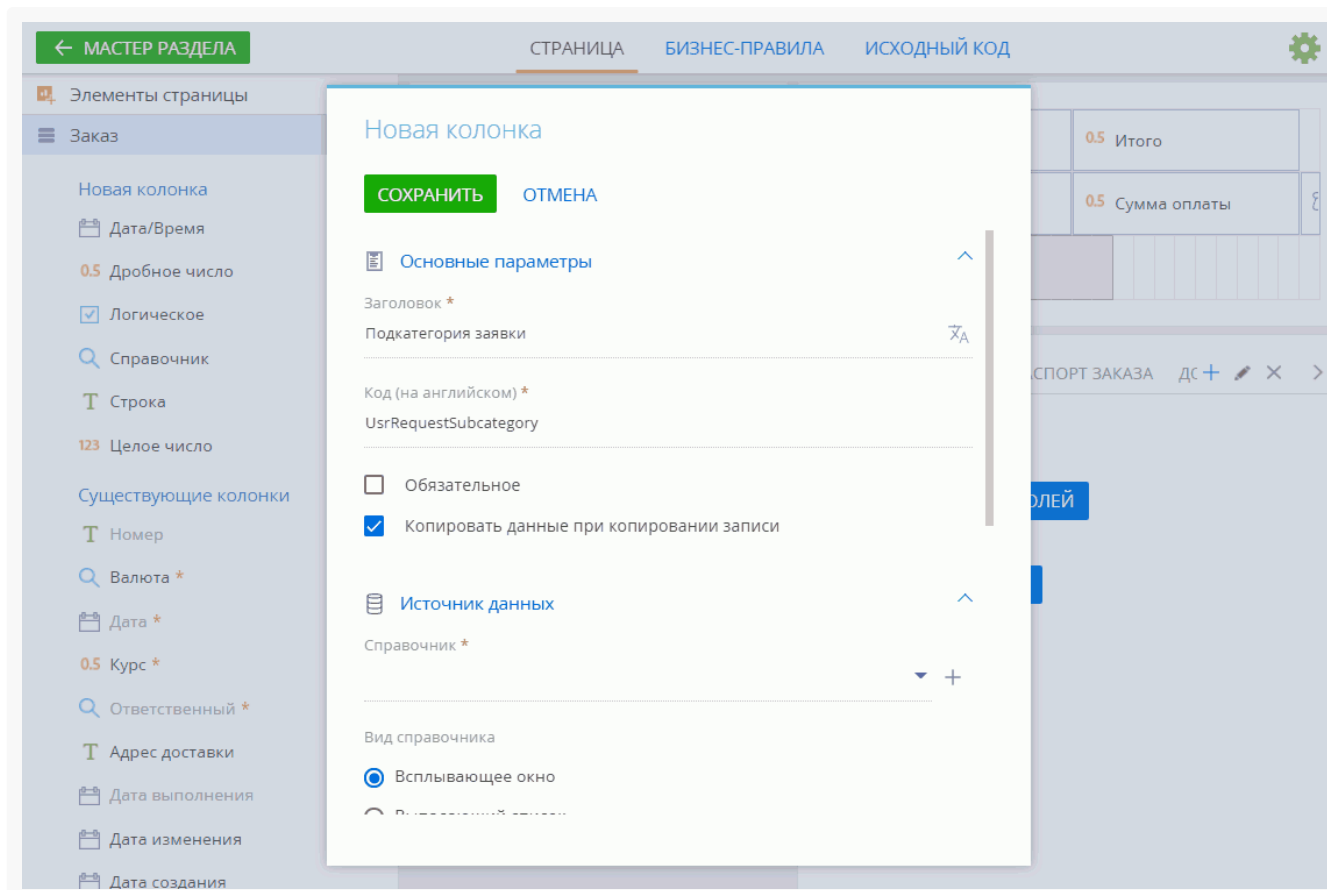 ← МАСТЕР РАЗДЕЛА
СТРАНИЦА БИЗНЕС-ПРАВИЛА ИСХОДНЫЙ КОД
Элементы страницы
Заказ
Новая колонка
Дата/Время
0.5 Дробное число
Логическое
Справочник
T Строка
123 Целое число
Существующие колонки
T Номер
Валюта *
Дата *
0.5 Курс *
Ответственный *
T Адрес доставки
Дата выполнения
Дата изменения
Дата создания
Новая колонка
СОХРАНИТЬ ОТМЕНА
Основные параметры
Заголовок *
Подкатегория заявки
Код (на английском) *
UsrRequestSubcategory
Обязательное
Копировать данные при копировании записи
Источник данных
Справочник *
Вид справочника
Всплывающее окно
0.5 Итого
0.5 Сумма оплаты
СПОРТ ЗАКАЗА ДС
ОЛЕЙ